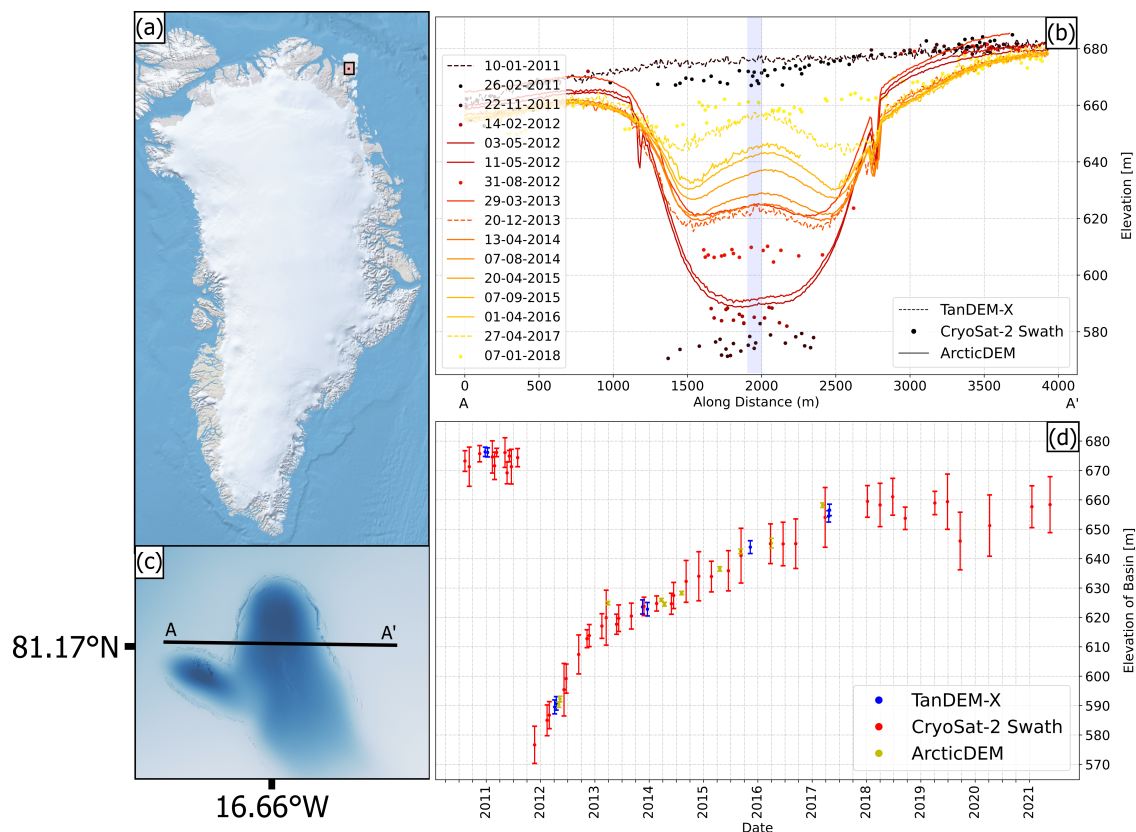 (a)
(b)
680
660
640
620
600
580
Elevation [m]
10-01-2011
26-02-2011
22-11-2011
14-02-2012
03-05-2012
11-05-2012
31-08-2012
29-03-2013
20-12-2013
13-04-2014
07-08-2014
20-04-2015
07-09-2015
01-04-2016
27-04-2017
07-01-2018
TanDEM-X
CryoSat-2 Swath
ArcticDEM
0 500 1000 1500 2000 2500 3000 3500 4000
A Along Distance (m) A'
(c)
A A'
81.17°N
16.66°W
(d)
680
670
660
650
640
630
620
610
600
590
580
570
Elevation of Basin [m]
TanDEM-X
CryoSat-2 Swath
ArcticDEM
2011 2012 2013 2014 2015 2016 2017 2018 2019 2020 2021
Date